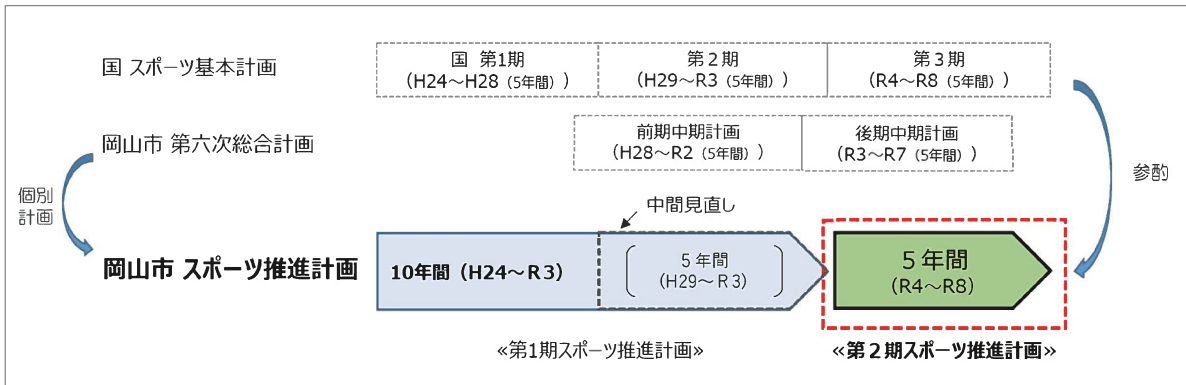 国 スポーツ基本計画
国 第1期
(H24~H28(5年間))
第2期
(H29~R3(5年間))
第3期
(R4~R8(5年間))
岡山市 第六次総合計画
前期中期計画
(H28~R2(5年間))
後期中期計画
(R3~R7(5年間))
個別
計画
参酌
中間見直し
岡山市 スポーツ推進計画
10年間(H24~R3)
5年間
(H29~R3)
5年間
(R4~R8)
≪第1期スポーツ推進計画≫
≪第2期スポーツ推進計画≫